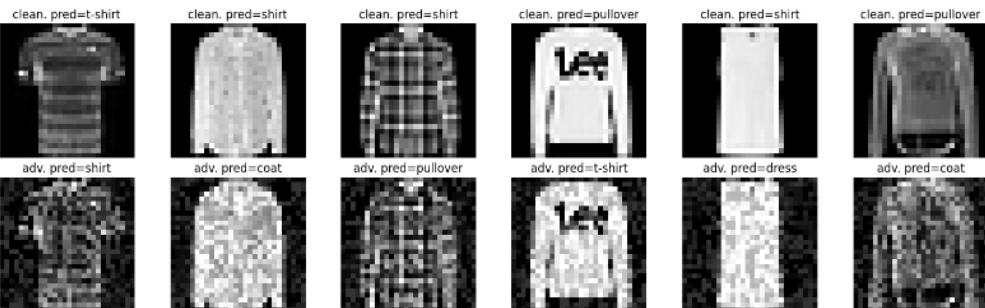 clean. pred=t-shirt
clean. pred=shirt
clean. pred=shirt
clean. pred=pullover
clean. pred=shirt
clean. pred=pullover
Lee
adv. pred=shirt
adv. pred=coat
adv. pred=pullover
adv. pred=t-shirt
adv. pred=dress
adv. pred=coat
Lee